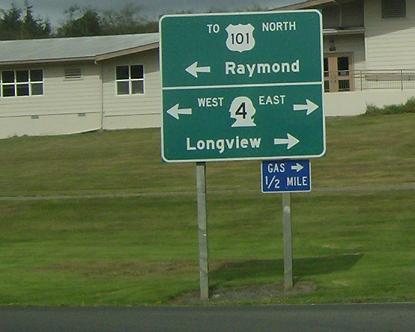 TO 101 NORTH
Raymond
WEST 4 EAST
Longview
GAS
1/2 MILE